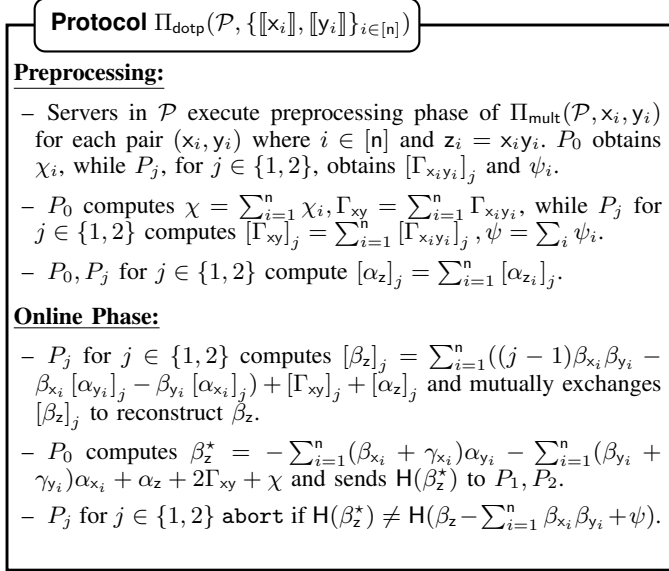 Protocol Π_dotp(𝒫, {⟦x_i⟧, ⟦y_i⟧}_{i∈[n]})
Preprocessing:
– Servers in 𝒫 execute preprocessing phase of Π_mult(𝒫, x_i, y_i)
for each pair (x_i, y_i) where i ∈ [n] and z_i = x_i y_i. P_0 obtains
χ_i, while P_j, for j ∈ {1, 2}, obtains [Γ_{x_i y_i}]_j and ψ_i.
– P_0 computes χ = ∑_{i=1}^n χ_i, Γ_xy = ∑_{i=1}^n Γ_{x_i y_i}, while P_j for
j ∈ {1, 2} computes [Γ_xy]_j = ∑_{i=1}^n [Γ_{x_i y_i}]_j, ψ = ∑_i ψ_i.
– P_0, P_j for j ∈ {1, 2} compute [α_z]_j = ∑_{i=1}^n [α_{z_i}]_j.
Online Phase:
– P_j for j ∈ {1, 2} computes [β_z]_j = ∑_{i=1}^n ((j − 1)β_{x_i} β_{y_i} −
β_{x_i} [α_{y_i}]_j − β_{y_i} [α_{x_i}]_j) + [Γ_xy]_j + [α_z]_j and mutually exchanges
[β_z]_j to reconstruct β_z.
– P_0 computes β_z^⋆ = − ∑_{i=1}^n (β_{x_i} + γ_{x_i})α_{y_i} − ∑_{i=1}^n (β_{y_i} +
γ_{y_i})α_{x_i} + α_z + 2Γ_xy + χ and sends H(β_z^⋆) to P_1, P_2.
– P_j for j ∈ {1, 2} abort if H(β_z^⋆) ≠ H(β_z − ∑_{i=1}^n β_{x_i} β_{y_i} + ψ).